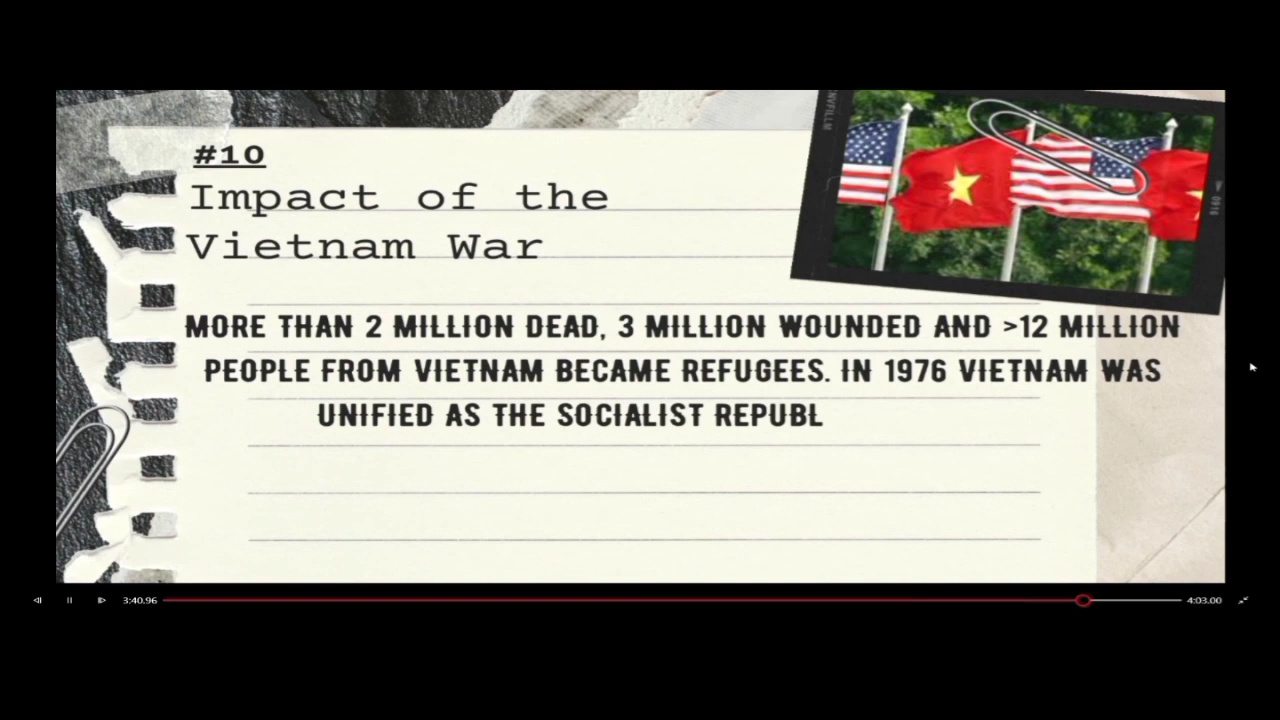 #10
Impact of the
Vietnam War
MORE THAN 2 MILLION DEAD, 3 MILLION WOUNDED AND >12 MILLION
PEOPLE FROM VIETNAM BECAME REFUGEES. IN 1976 VIETNAM WAS
UNIFIED AS THE SOCIALIST REPUBL
3:40.96
4:03.00